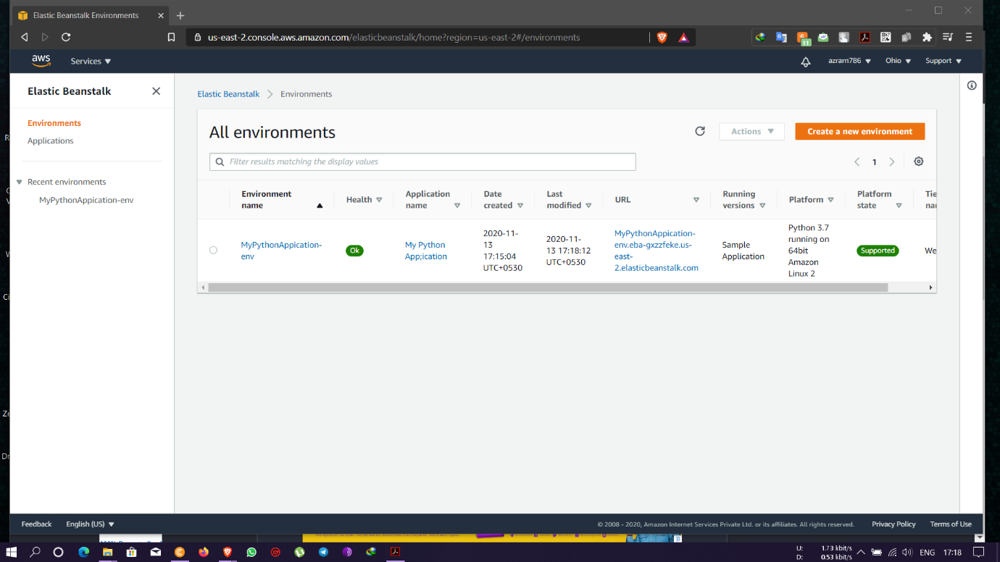 Elastic Beanstalk Environments
us-east-2.console.aws.amazon.com/elasticbeanstalk/home?region=us-east-2#/environments
11
aws
Services
azram786
Ohio
Support
Elastic Beanstalk
Environments
Applications
Recent environments
MyPythonAppication-env
Elastic Beanstalk
Environments
All environments
Actions
Create a new environment
Filter results matching the display values
1
Environment
name
Health
Application
name
Date
created
Last
modified
URL
Running
versions
Platform
Platform
state
Tie
MyPythonAppication-
env
Ok
My Python
App;ication
2020-11-
13
17:15:04
UTC+0530
2020-11-
13 17:18:12
UTC+0530
MyPythonAppication-
env.eba-gxzzfeke.us-
east-
2.elasticbeanstalk.com
Sample
Application
Python 3.7
running on
64bit
Amazon
Linux 2
Supported
We
Feedback
English (US)
© 2008 - 2020, Amazon Internet Services Private Ltd. or its affiliates. All rights reserved.
Privacy Policy
Terms of Use
U: 1.73 kbit/s
D: 0.53 kbit/s
ENG
17:18